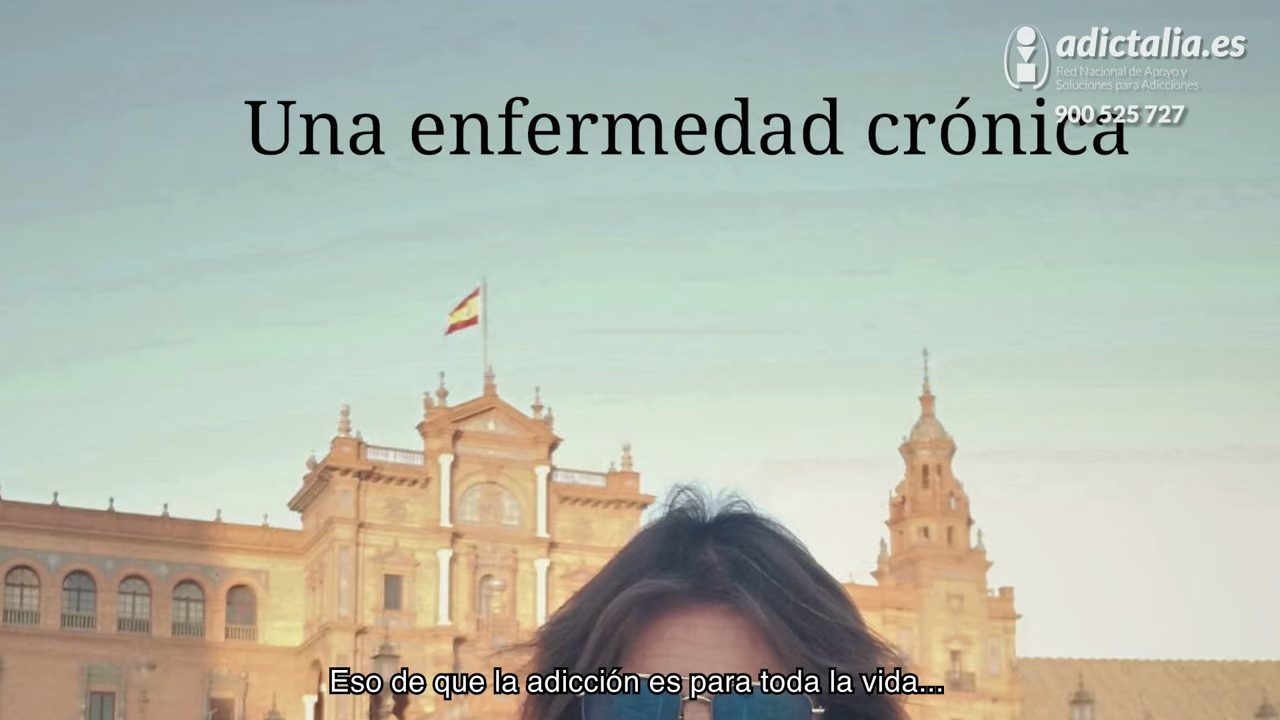 adictalia.es
Red Nacional de Apoyo y
Soluciones para Adicciones
900 525 727
Una enfermedad crónica
Eso de que la adicción es para toda la vida...